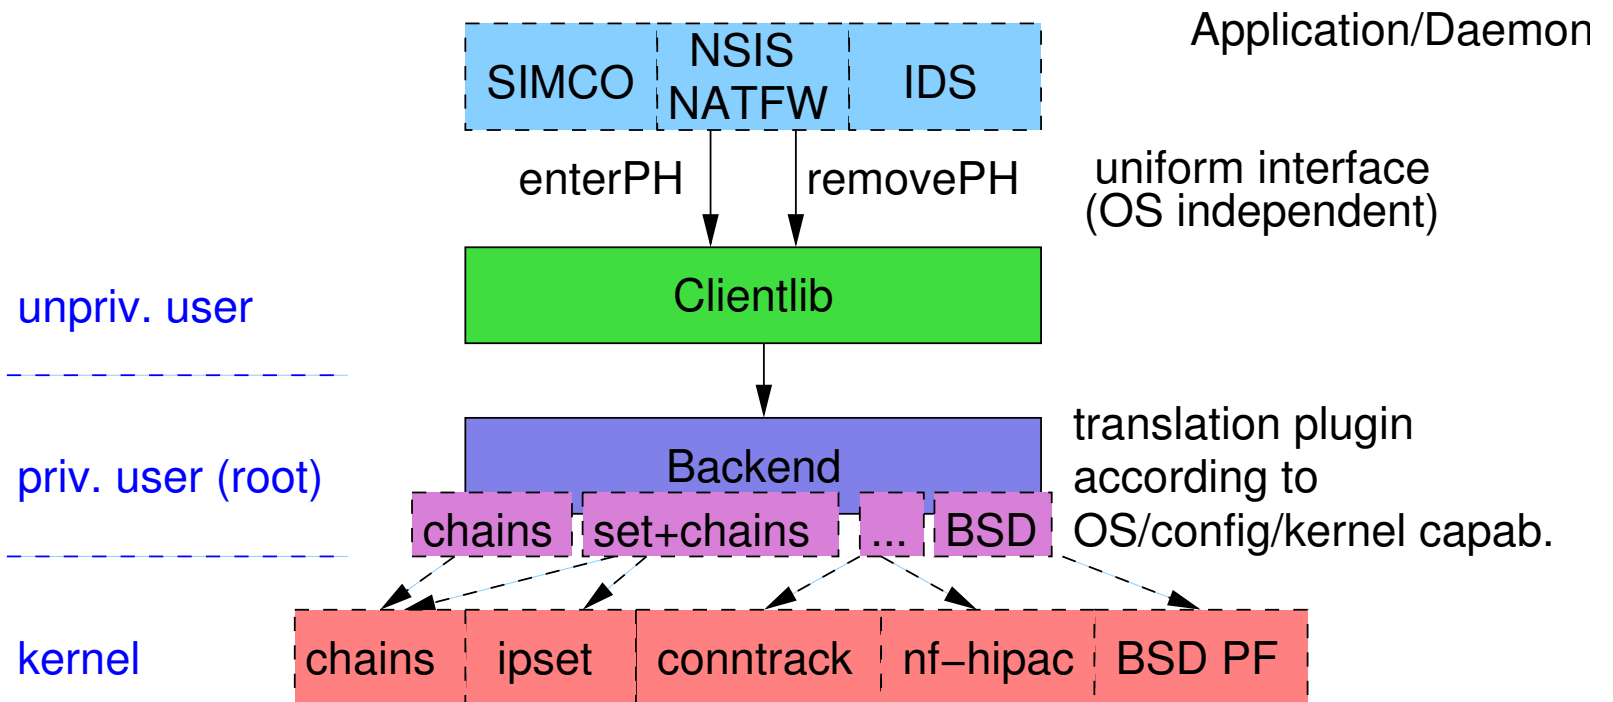 Application/Daemon
SIMCO
NSIS
NATFW
IDS
enterPH
removePH
uniform interface
(OS independent)
Clientlib
unpriv. user
Backend
translation plugin
according to
OS/config/kernel capab.
priv. user (root)
chains
set+chains
...
BSD
kernel
chains
ipset
conntrack
nf−hipac
BSD PF